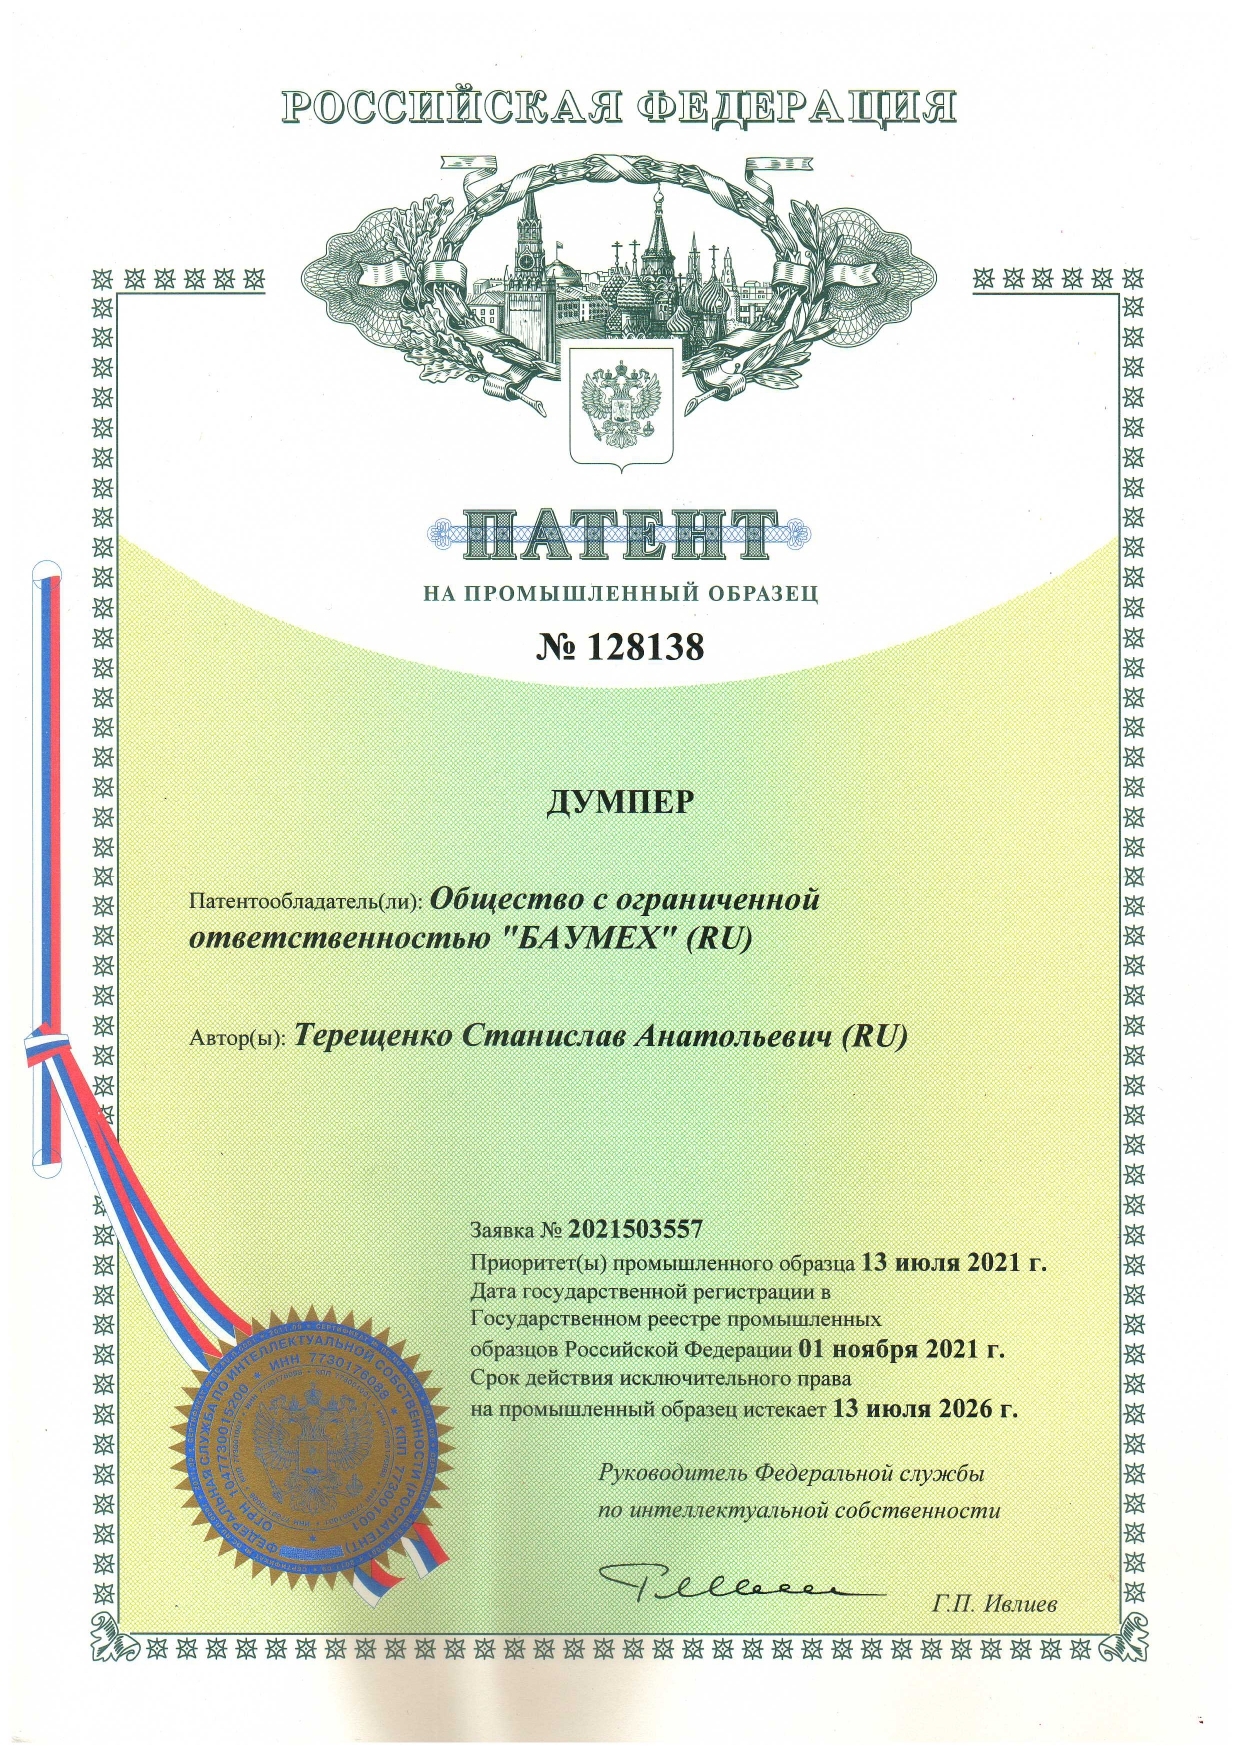 РОССИЙСКАЯ ФЕДЕРАЦИЯ
ПАТЕНТ
НА ПРОМЫШЛЕННЫЙ ОБРАЗЕЦ
№ 128138
ДУМПЕР
Патентообладатель(ли): Общество с ограниченной
ответственностью "БАУМЕХ" (RU)
Автор(ы): Терещенко Станислав Анатольевич (RU)
Заявка № 2021503557
Приоритет(ы) промышленного образца 13 июля 2021 г.
Дата государственной регистрации в
Государственном реестре промышленных
образцов Российской Федерации 01 ноября 2021 г.
Срок действия исключительного права
на промышленный образец истекает 13 июля 2026 г.
Руководитель Федеральной службы
по интеллектуальной собственности
Г.П. Ивлиев
ФЕДЕРАЛЬНАЯ СЛУЖБА ПО ИНТЕЛЛЕКТУАЛЬНОЙ СОБСТВЕННОСТИ (РОСПАТЕНТ)
ОГРН 1047730015200 * ИНН 7730176088 * КПП 773001001